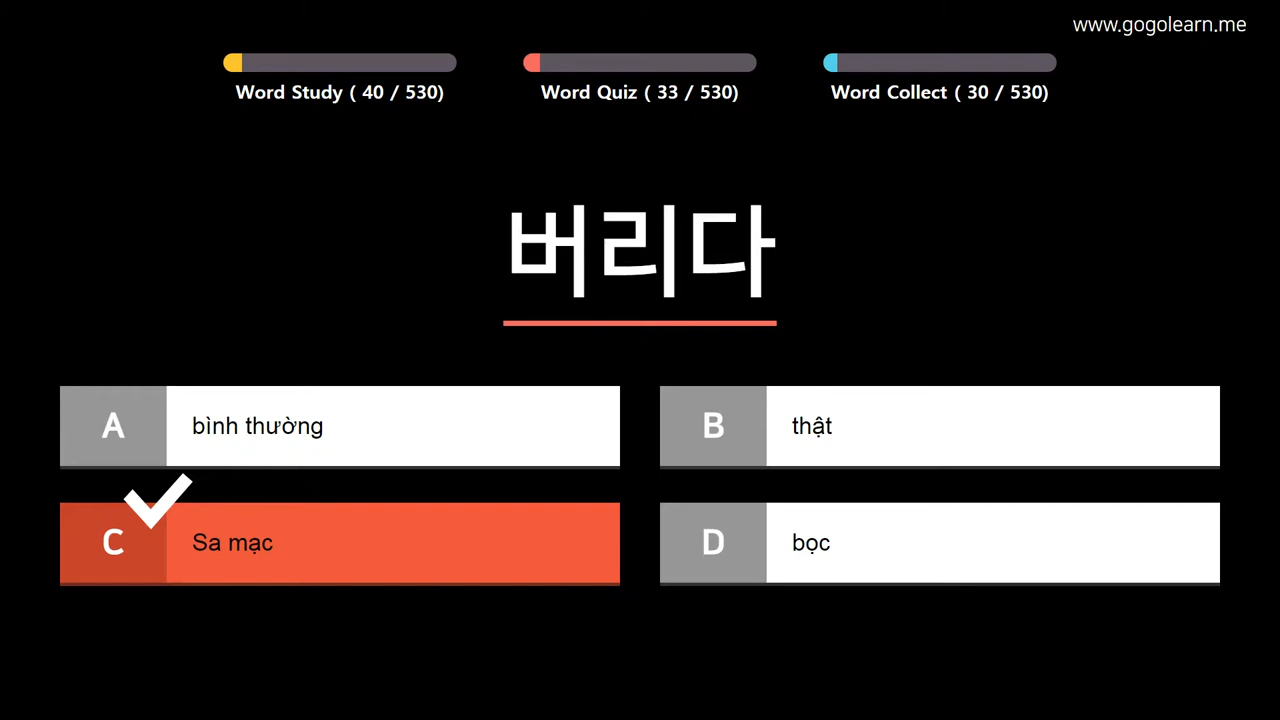 www.gogolearn.me
Word Study ( 40 / 530)
Word Quiz ( 33 / 530)
Word Collect ( 30 / 530)
버리다
A bình thường
B thật
C Sa mạc
D bọc